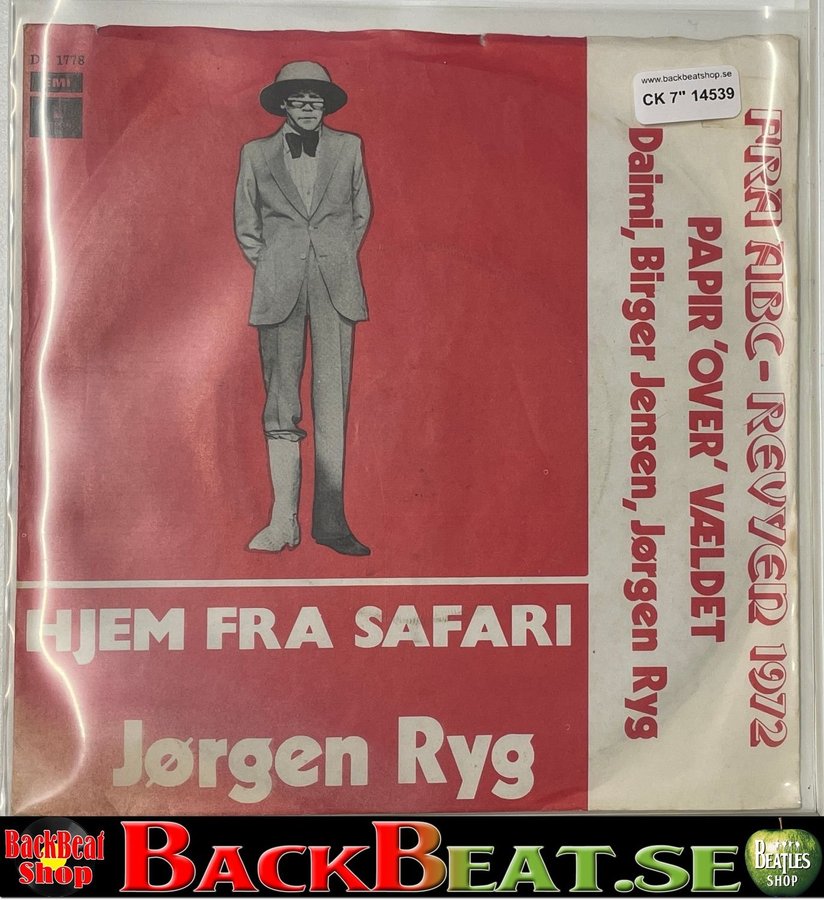 DK 1778
EMI
www.backbeatshop.se
CK 7" 14539
FRA ABC-REVYEN 1972
PAPIR 'OVER' VÆLDET
Daimi, Birger Jensen, Jørgen Ryg
HJEM FRA SAFARI
Jørgen Ryg
BackBeat
Shop
BACKBEAT.SE
BEATLES
SHOP